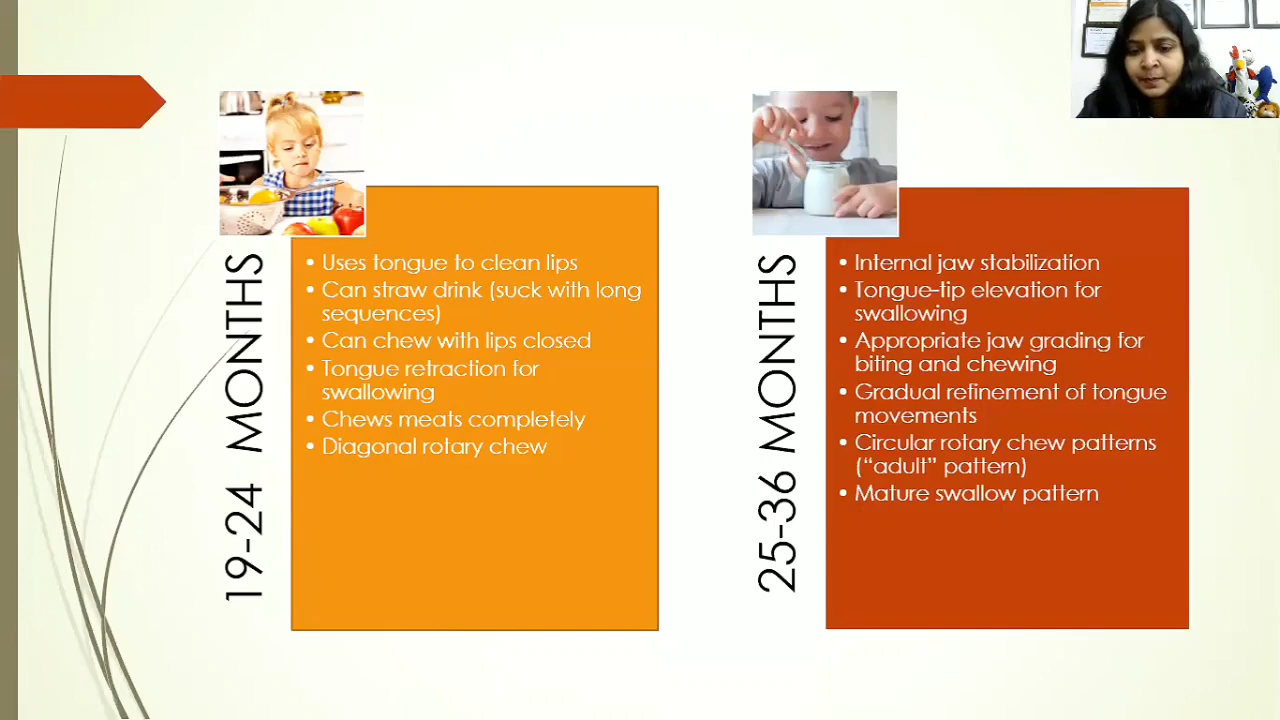 19-24 MONTHS
• Uses tongue to clean lips
• Can straw drink (suck with long
sequences)
• Can chew with lips closed
• Tongue retraction for
swallowing
• Chews meats completely
• Diagonal rotary chew
25-36 MONTHS
• Internal jaw stabilization
• Tongue-tip elevation for
swallowing
• Appropriate jaw grading for
biting and chewing
• Gradual refinement of tongue
movements
• Circular rotary chew patterns
(“adult” pattern)
• Mature swallow pattern